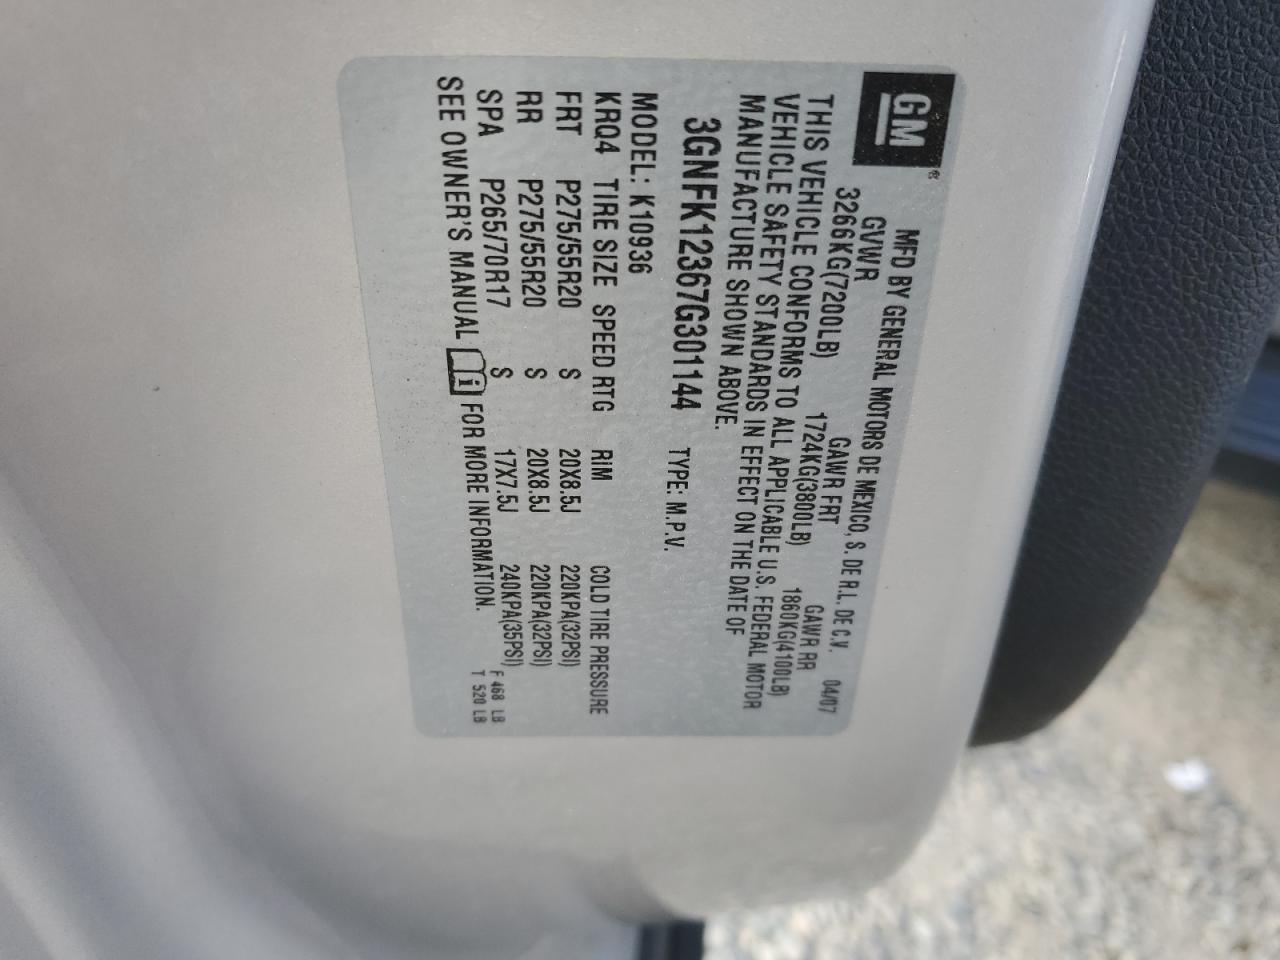 GM®
MFD BY GENERAL MOTORS DE MEXICO, S. DE R.L. DE C.V. 04/07
GVWR GAWR FRT GAWR RR
3266KG(7200LB) 1724KG(3800LB) 1860KG(4100LB)
THIS VEHICLE CONFORMS TO ALL APPLICABLE U.S. FEDERAL MOTOR
VEHICLE SAFETY STANDARDS IN EFFECT ON THE DATE OF
MANUFACTURE SHOWN ABOVE.
3GNFK12367G301144 TYPE: M.P.V.
MODEL: K10936
KRQ4 TIRE SIZE SPEED RTG RIM COLD TIRE PRESSURE
FRT P275/55R20 S 20X8.5J 220KPA(32PSI)
RR P275/55R20 S 20X8.5J 220KPA(32PSI)
SPA P265/70R17 S 17X7.5J 240KPA(35PSI)
SEE OWNER'S MANUAL i FOR MORE INFORMATION.
F 468 LB
T 520 LB